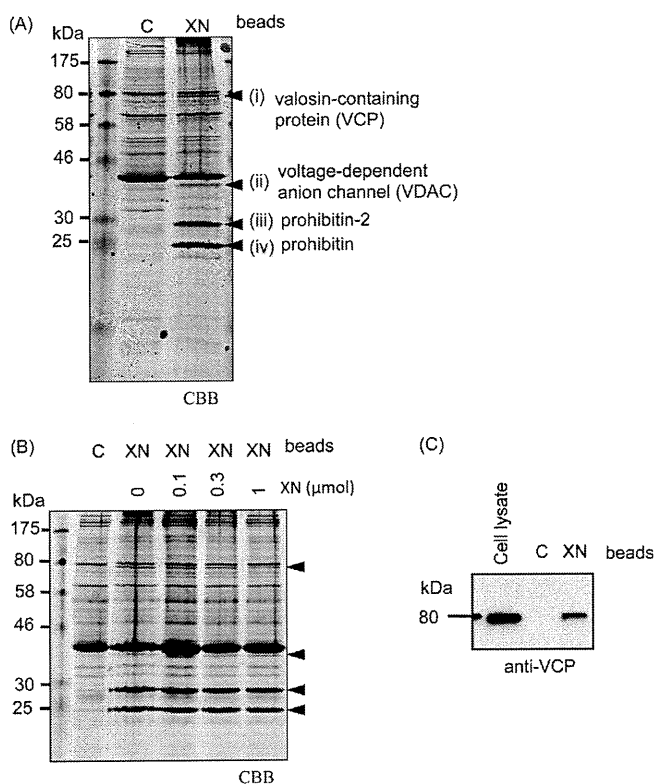 (A)
C XN beads
kDa
175
80
58
46
30
25
(i) valosin-containing
protein (VCP)
(ii) voltage-dependent
anion channel (VDAC)
(iii) prohibitin-2
(iv) prohibitin
CBB
(B)
C XN XN XN XN beads
0 0.1 0.3 1 XN (µmol)
kDa
175
80
58
46
30
25
CBB
(C)
Cell lysate C XN beads
kDa
80
anti-VCP